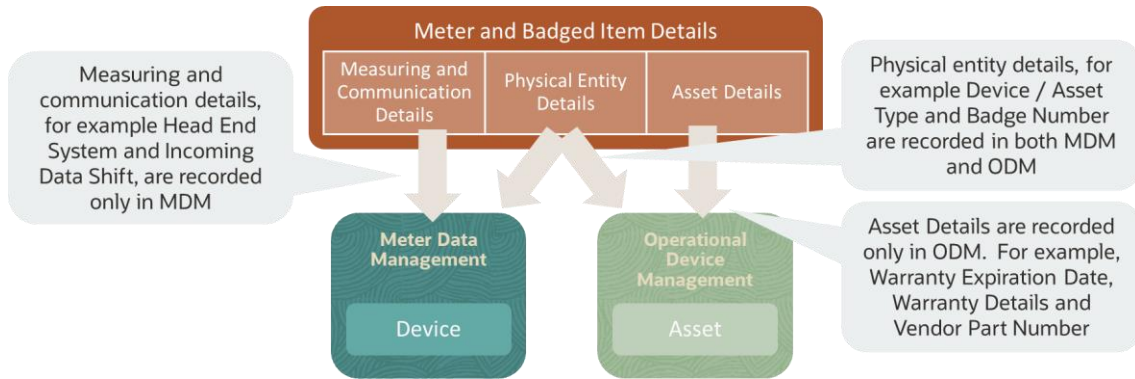 Meter and Badged Item Details
Measuring and
Communication
Details
Physical Entity
Details
Asset Details
Measuring and
communication details,
for example Head End
System and Incoming
Data Shift, are recorded
only in MDM
Physical entity details, for
example Device / Asset
Type and Badge Number
are recorded in both MDM
and ODM
Meter Data
Management
Device
Operational
Device
Management
Asset
Asset Details are recorded
only in ODM. For example,
Warranty Expiration Date,
Warranty Details and
Vendor Part Number